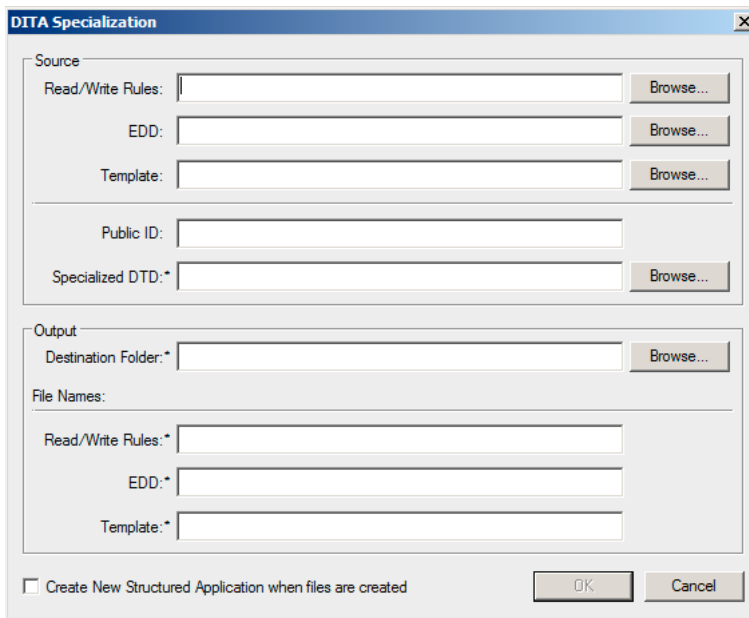 DITA Specialization
Source
Read/Write Rules: Browse...
EDD: Browse...
Template: Browse...
Public ID:
Specialized DTD:* Browse...
Output
Destination Folder:* Browse...
File Names:
Read/Write Rules:*
EDD:*
Template:*
Create New Structured Application when files are created OK Cancel